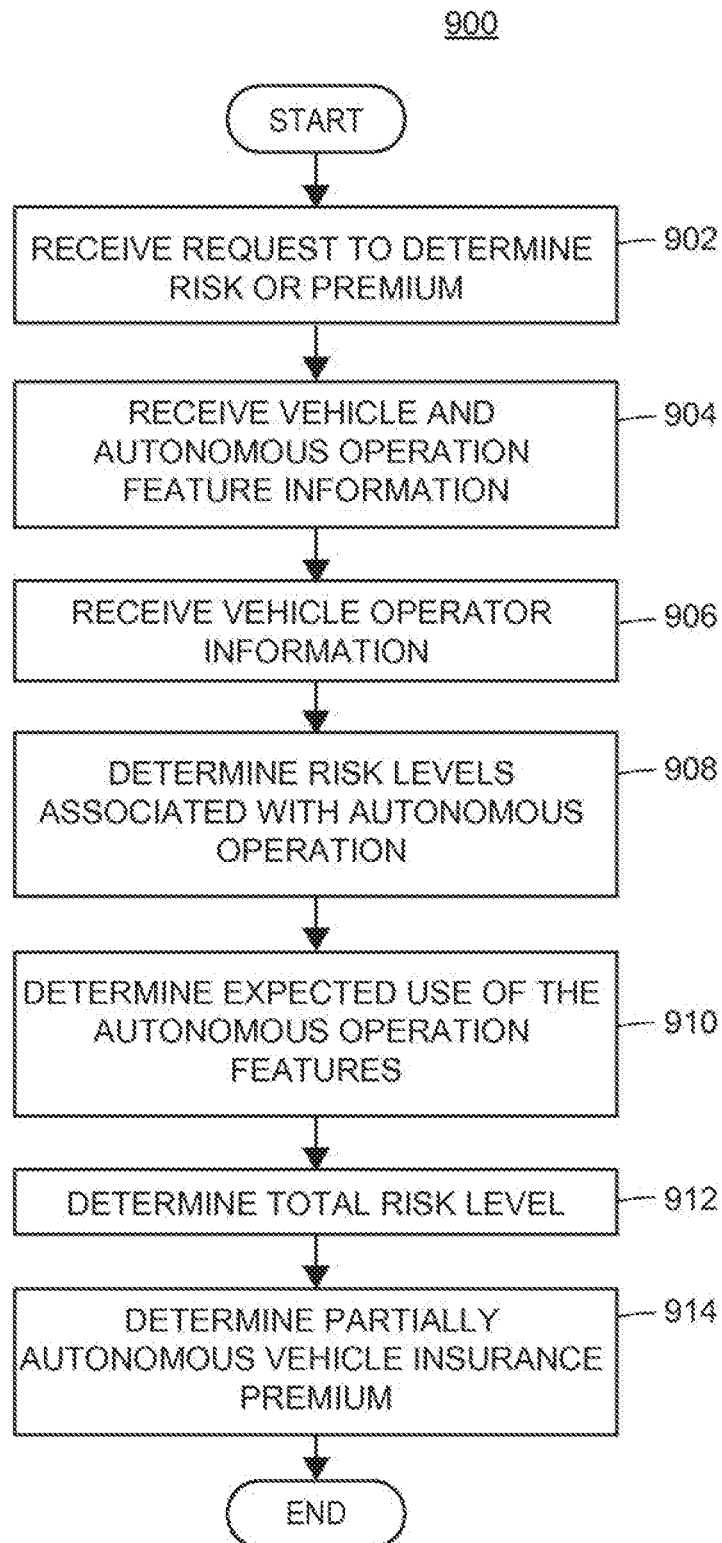 900
START
RECEIVE REQUEST TO DETERMINE
RISK OR PREMIUM
902
RECEIVE VEHICLE AND
AUTONOMOUS OPERATION
FEATURE INFORMATION
904
RECEIVE VEHICLE OPERATOR
INFORMATION
906
DETERMINE RISK LEVELS
ASSOCIATED WITH AUTONOMOUS
OPERATION
908
DETERMINE EXPECTED USE OF THE
AUTONOMOUS OPERATION
FEATURES
910
DETERMINE TOTAL RISK LEVEL
912
DETERMINE PARTIALLY
AUTONOMOUS VEHICLE INSURANCE
PREMIUM
914
END